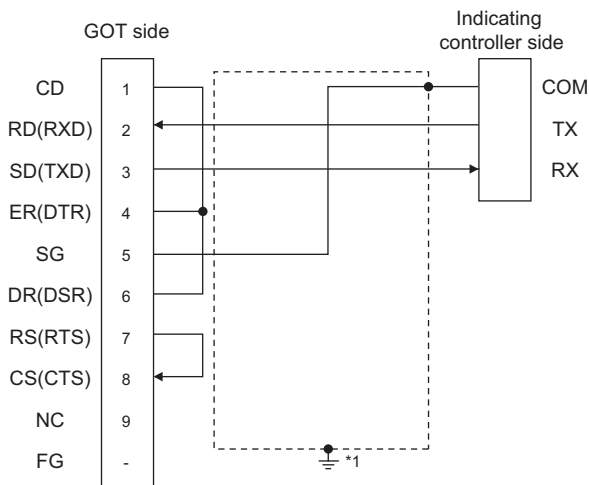 GOT side
Indicating
controller side
CD 1
RD(RXD) 2
SD(TXD) 3
ER(DTR) 4
SG 5
DR(DSR) 6
RS(RTS) 7
CS(CTS) 8
NC 9
FG -
COM
TX
RX
*1